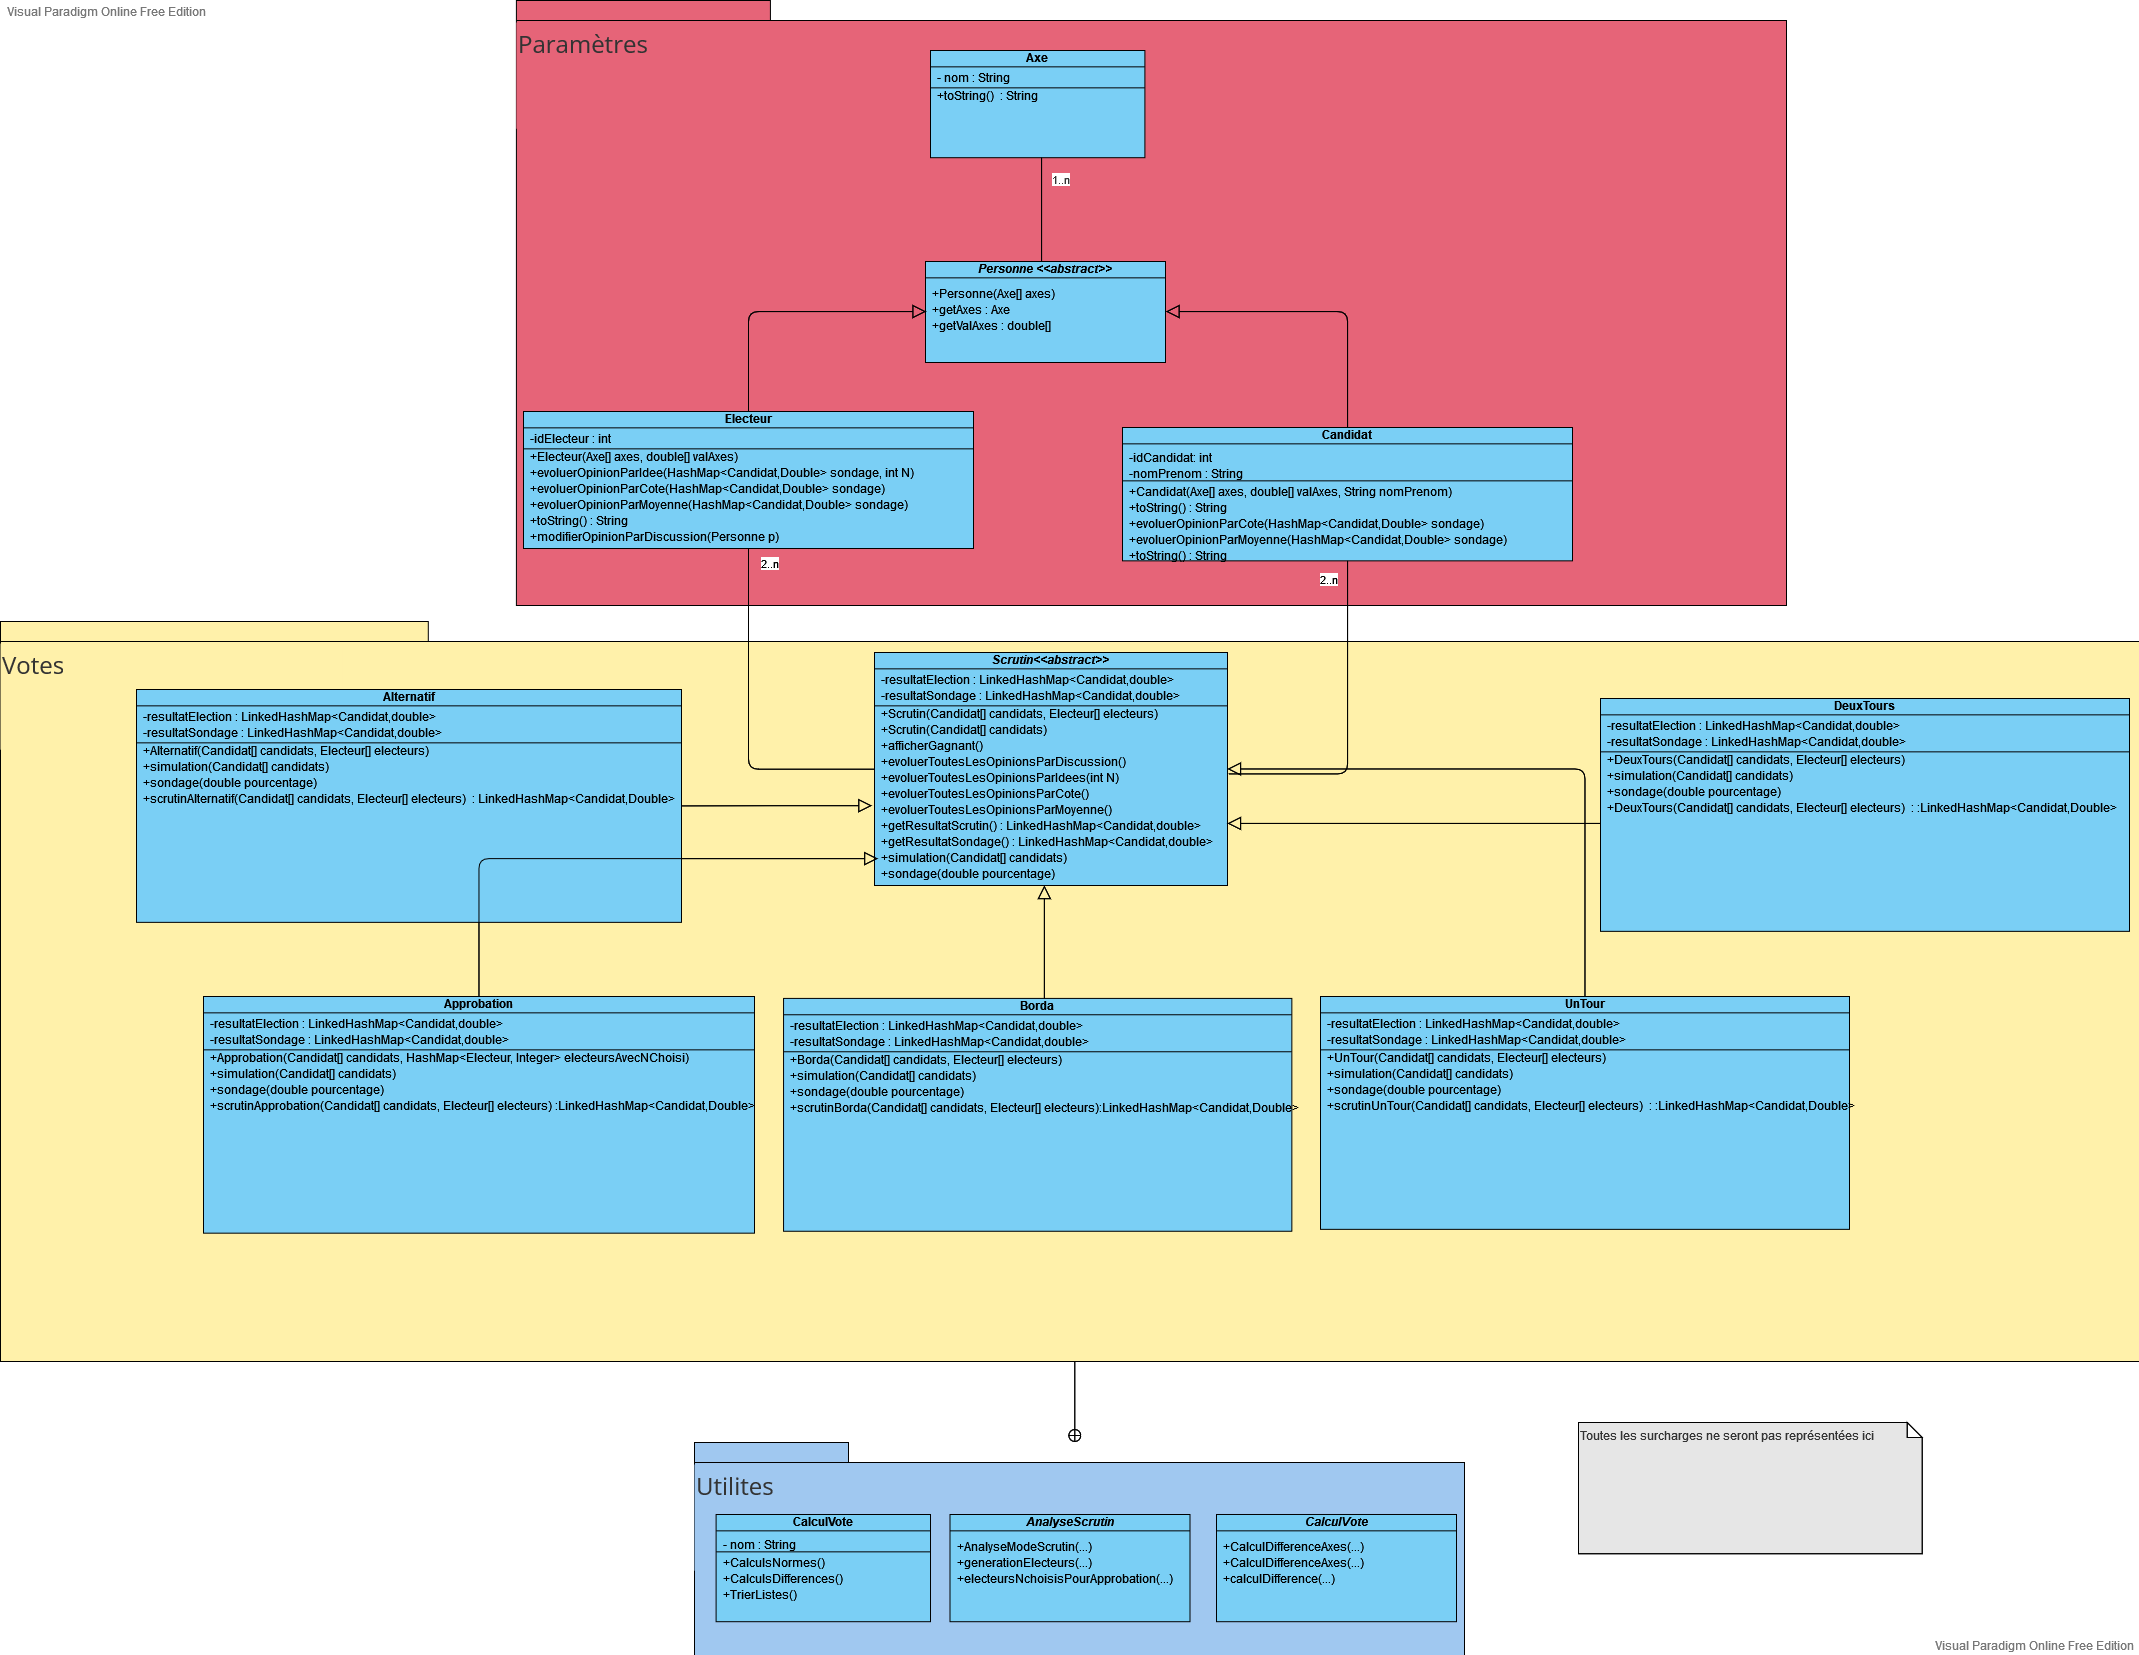 Visual Paradigm Online Free Edition
Paramètres
Axe
- nom : String
+toString()  : String
1..n
Personne <<abstract>>
+Personne(Axe[] axes)
+getAxes : Axe
+getValAxes : double[]
Electeur
-idElecteur : int
+Electeur(Axe[] axes, double[] valAxes)
+evoluerOpinionParIdee(HashMap<Candidat,Double> sondage, int N)
+evoluerOpinionParCote(HashMap<Candidat,Double> sondage)
+evoluerOpinionParMoyenne(HashMap<Candidat,Double> sondage)
+toString() : String
+modifierOpinionParDiscussion(Personne p)
2..n
Candidat
-idCandidat: int
-nomPrenom : String
+Candidat(Axe[] axes, double[] valAxes, String nomPrenom)
+toString() : String
+evoluerOpinionParCote(HashMap<Candidat,Double> sondage)
+evoluerOpinionParMoyenne(HashMap<Candidat,Double> sondage)
+toString() : String
2..n
Votes
Alternatif
-resultatElection : LinkedHashMap<Candidat,double>
-resultatSondage : LinkedHashMap<Candidat,double>
+Alternatif(Candidat[] candidats, Electeur[] electeurs)
+simulation(Candidat[] candidats)
+sondage(double pourcentage)
+scrutinAlternatif(Candidat[] candidats, Electeur[] electeurs)  : LinkedHashMap<Candidat,Double>
Scrutin<<abstract>>
-resultatElection : LinkedHashMap<Candidat,double>
-resultatSondage : LinkedHashMap<Candidat,double>
+Scrutin(Candidat[] candidats, Electeur[] electeurs)
+Scrutin(Candidat[] candidats)
+afficherGagnant()
+evoluerToutesLesOpinionsParDiscussion()
+evoluerToutesLesOpinionsParIdees(int N)
+evoluerToutesLesOpinionsParCote()
+evoluerToutesLesOpinionsParMoyenne()
+getResultatScrutin() : LinkedHashMap<Candidat,double>
+getResultatSondage() : LinkedHashMap<Candidat,double>
+simulation(Candidat[] candidats)
+sondage(double pourcentage)
DeuxTours
-resultatElection : LinkedHashMap<Candidat,double>
-resultatSondage : LinkedHashMap<Candidat,double>
+DeuxTours(Candidat[] candidats, Electeur[] electeurs)
+simulation(Candidat[] candidats)
+sondage(double pourcentage)
+DeuxTours(Candidat[] candidats, Electeur[] electeurs)  : :LinkedHashMap<Candidat,Double>
Approbation
-resultatElection : LinkedHashMap<Candidat,double>
-resultatSondage : LinkedHashMap<Candidat,double>
+Approbation(Candidat[] candidats, HashMap<Electeur, Integer> electeursAvecNChoisi)
+simulation(Candidat[] candidats)
+sondage(double pourcentage)
+scrutinApprobation(Candidat[] candidats, Electeur[] electeurs) :LinkedHashMap<Candidat,Double>
Borda
-resultatElection : LinkedHashMap<Candidat,double>
-resultatSondage : LinkedHashMap<Candidat,double>
+Borda(Candidat[] candidats, Electeur[] electeurs)
+simulation(Candidat[] candidats)
+sondage(double pourcentage)
+scrutinBorda(Candidat[] candidats, Electeur[] electeurs):LinkedHashMap<Candidat,Double>
UnTour
-resultatElection : LinkedHashMap<Candidat,double>
-resultatSondage : LinkedHashMap<Candidat,double>
+UnTour(Candidat[] candidats, Electeur[] electeurs)
+simulation(Candidat[] candidats)
+sondage(double pourcentage)
+scrutinUnTour(Candidat[] candidats, Electeur[] electeurs)  : :LinkedHashMap<Candidat,Double>
Utilites
CalculVote
- nom : String
+CalculsNormes()
+CalculsDifferences()
+TrierListes()
AnalyseScrutin
+AnalyseModeScrutin(...)
+generationElecteurs(...)
+electeursNchoisisPourApprobation(...)
CalculVote
+CalculDifferenceAxes(...)
+CalculDifferenceAxes(...)
+calculDifference(...)
Toutes les surcharges ne seront pas représentées ici
Visual Paradigm Online Free Edition